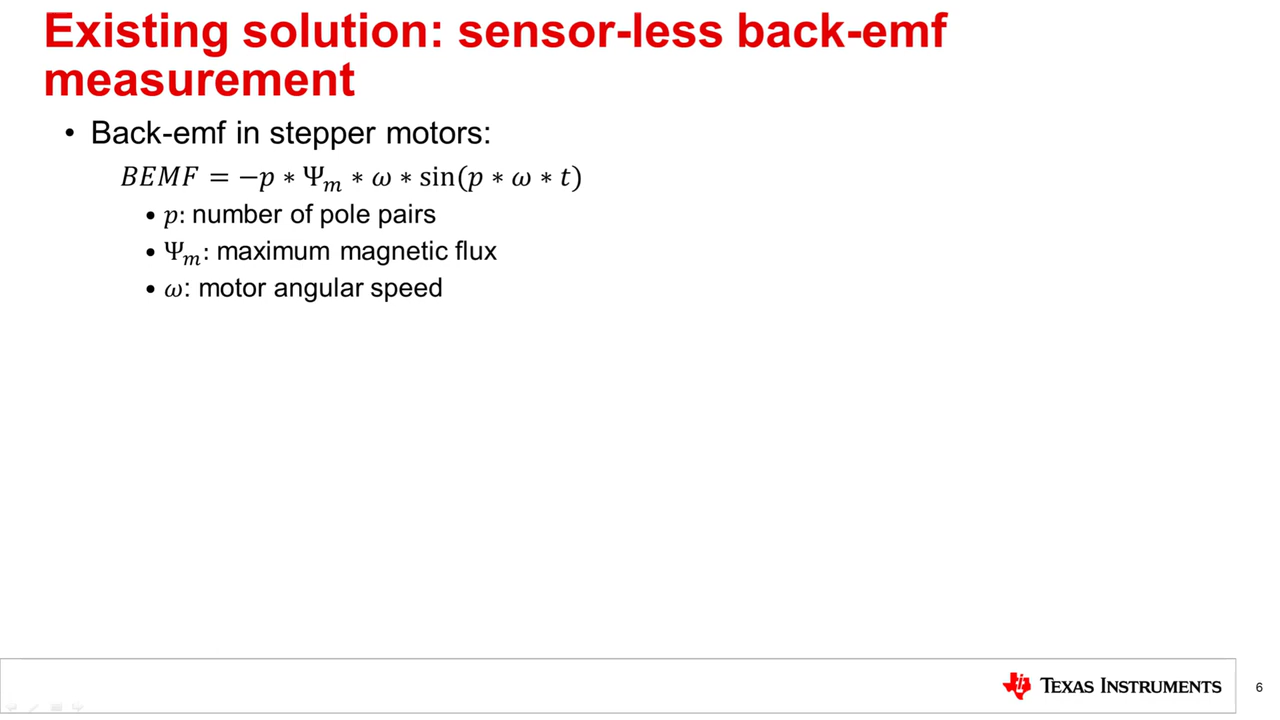 Existing solution: sensor-less back-emf
measurement
• Back-emf in stepper motors:
𝐵𝐸𝑀𝐹 = −𝑝 ∗ Ψ𝑚 ∗ 𝜔 ∗ sin(𝑝 ∗ 𝜔 ∗ 𝑡)
• 𝑝: number of pole pairs
• Ψ𝑚: maximum magnetic flux
• 𝜔: motor angular speed
TEXAS INSTRUMENTS
6